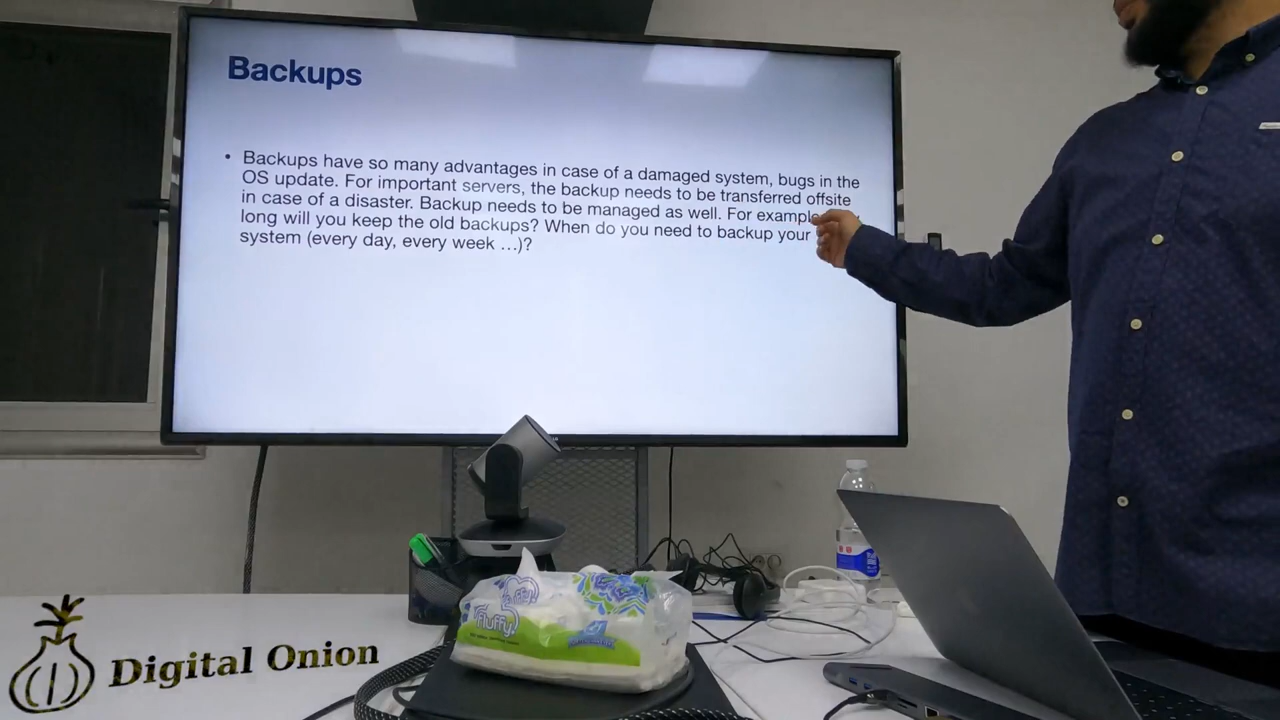 Backups
• Backups have so many advantages in case of a damaged system, bugs in the
OS update. For important servers, the backup needs to be transferred offsite
in case of a disaster. Backup needs to be managed as well. For example
long will you keep the old backups? When do you need to backup your
system (every day, every week …)?
Fluffy
Digital Onion